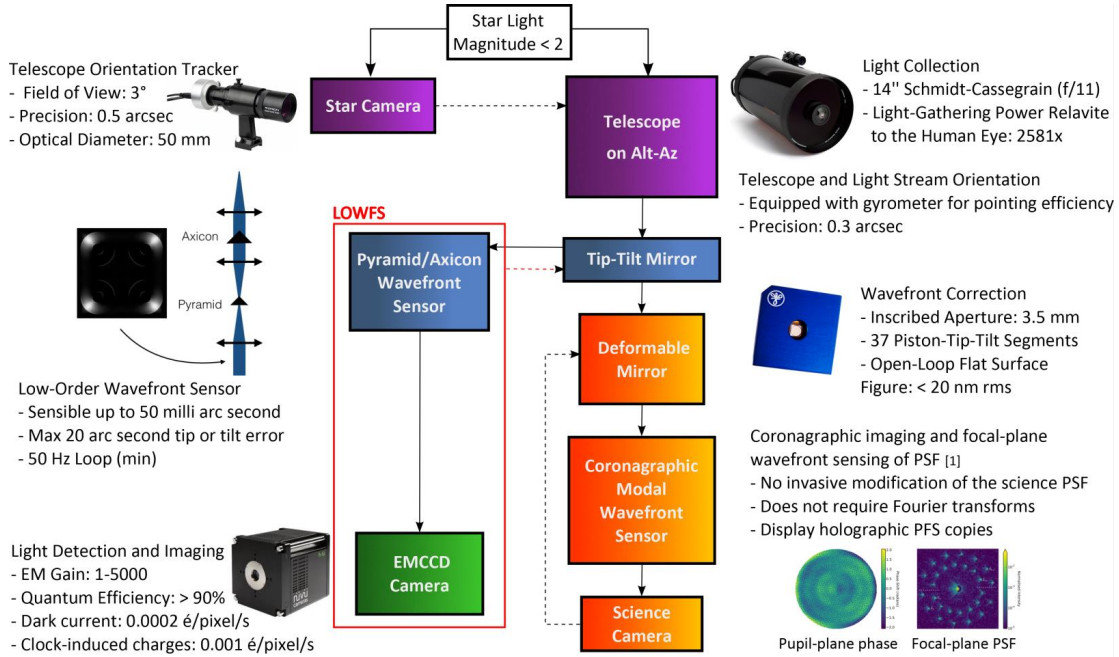 Star Light
Magnitude < 2
Telescope Orientation Tracker
- Field of View: 3°
- Precision: 0.5 arcsec
- Optical Diameter: 50 mm
Star Camera
Telescope
on Alt-Az
Light Collection
- 14'' Schmidt-Cassegrain (f/11)
- Light-Gathering Power Relavite
to the Human Eye: 2581x
Telescope and Light Stream Orientation
- Equipped with gyrometer for pointing efficiency
- Precision: 0.3 arcsec
LOWFS
Axicon
Pyramid
Pyramid/Axicon
Wavefront
Sensor
Tip-Tilt Mirror
Wavefront Correction
- Inscribed Aperture: 3.5 mm
- 37 Piston-Tip-Tilt Segments
- Open-Loop Flat Surface
Figure: < 20 nm rms
Deformable
Mirror
Low-Order Wavefront Sensor
- Sensible up to 50 milli arc second
- Max 20 arc second tip or tilt error
- 50 Hz Loop (min)
Coronagraphic
Modal
Wavefront
Sensor
Coronagraphic imaging and focal-plane
wavefront sensing of PSF [1]
- No invasive modification of the science PSF
- Does not require Fourier transforms
- Display holographic PFS copies
Light Detection and Imaging
- EM Gain: 1-5000
- Quantum Efficiency: > 90%
- Dark current: 0.0002 é/pixel/s
- Clock-induced charges: 0.001 é/pixel/s
nüvü
EMCCD
Camera
Science
Camera
Pupil-plane phase
Focal-plane PSF